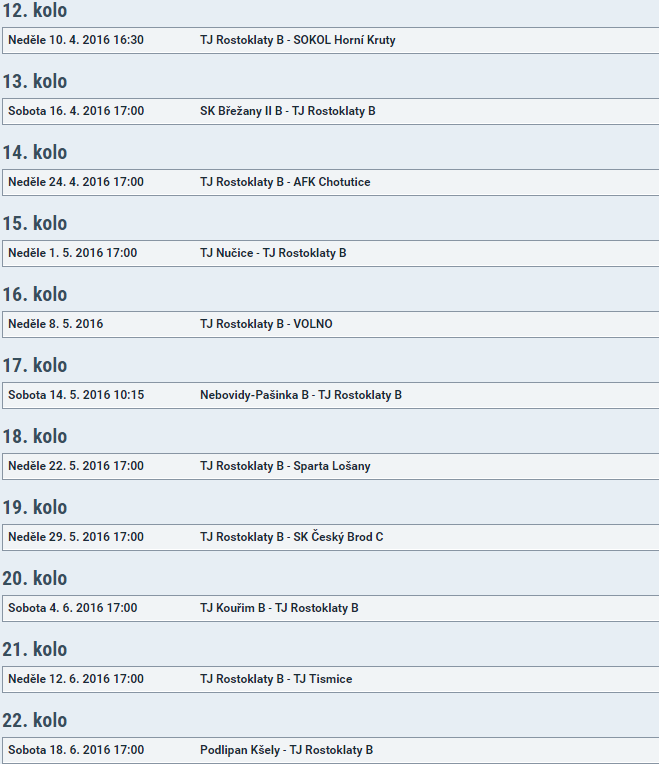 12. kolo
Neděle 10. 4. 2016 16:30 TJ Rostoklaty B - SOKOL Horní Kruty
13. kolo
Sobota 16. 4. 2016 17:00 SK Břežany II B - TJ Rostoklaty B
14. kolo
Neděle 24. 4. 2016 17:00 TJ Rostoklaty B - AFK Chotutice
15. kolo
Neděle 1. 5. 2016 17:00 TJ Nučice - TJ Rostoklaty B
16. kolo
Neděle 8. 5. 2016 TJ Rostoklaty B - VOLNO
17. kolo
Sobota 14. 5. 2016 10:15 Nebovidy-Pašinka B - TJ Rostoklaty B
18. kolo
Neděle 22. 5. 2016 17:00 TJ Rostoklaty B - Sparta Lošany
19. kolo
Neděle 29. 5. 2016 17:00 TJ Rostoklaty B - SK Český Brod C
20. kolo
Sobota 4. 6. 2016 17:00 TJ Kouřim B - TJ Rostoklaty B
21. kolo
Neděle 12. 6. 2016 17:00 TJ Rostoklaty B - TJ Tismice
22. kolo
Sobota 18. 6. 2016 17:00 Podlipan Kšely - TJ Rostoklaty B